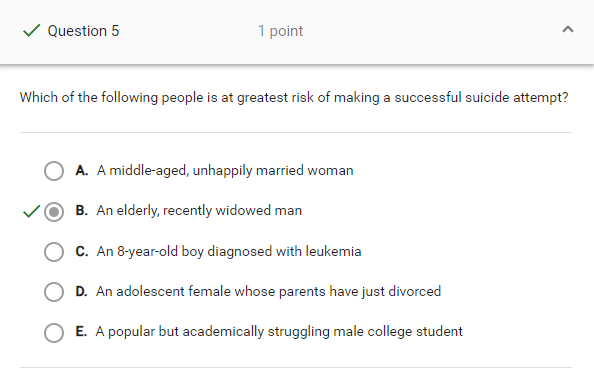 Question 5 1 point
Which of the following people is at greatest risk of making a successful suicide attempt?
A. A middle-aged, unhappily married woman
B. An elderly, recently widowed man
C. An 8-year-old boy diagnosed with leukemia
D. An adolescent female whose parents have just divorced
E. A popular but academically struggling male college student